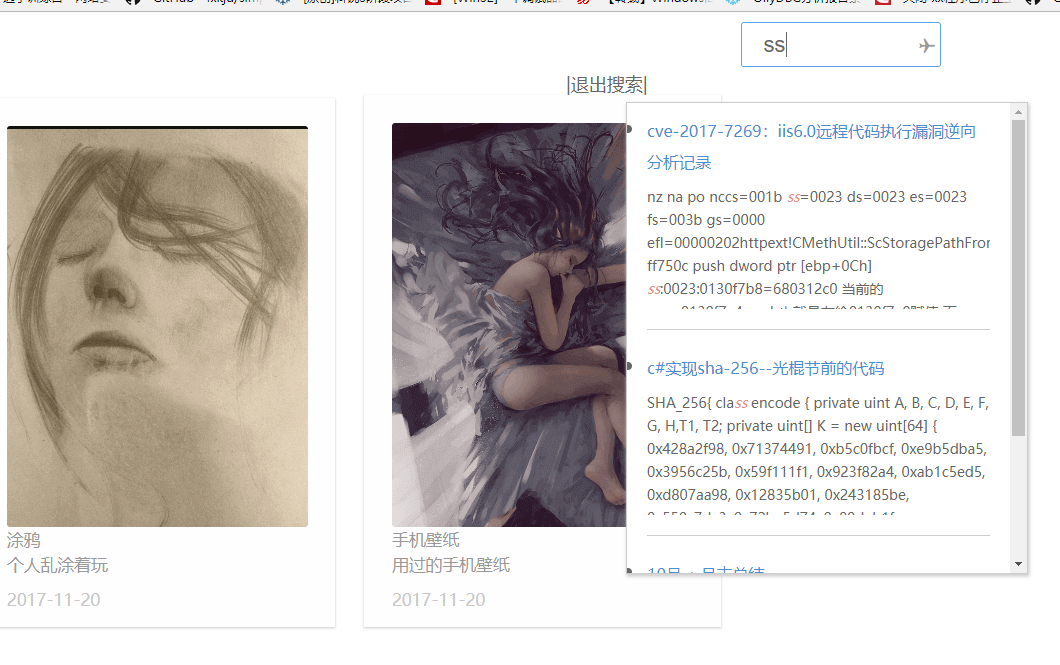 ss
|退出搜索|
cve-2017-7269：iis6.0远程代码执行漏洞逆向
分析记录
nz na po nccs=001b ss=0023 ds=0023 es=0023
fs=003b gs=0000
efl=00000202httpext!CMethUtil::ScStoragePathFror
ff750c push dword ptr [ebp+0Ch]
ss:0023:0130f7b8=680312c0 当前的
c#实现sha-256--光棍节前的代码
SHA_256{ class encode { private uint A, B, C, D, E, F,
G, H,T1, T2; private uint[] K = new uint[64] {
0x428a2f98, 0x71374491, 0xb5c0fbcf, 0xe9b5dba5,
0x3956c25b, 0x59f111f1, 0x923f82a4, 0xab1c5ed5,
0xd807aa98, 0x12835b01, 0x243185be,
涂鸦
个人乱涂着玩
2017-11-20
手机壁纸
用过的手机壁纸
2017-11-20